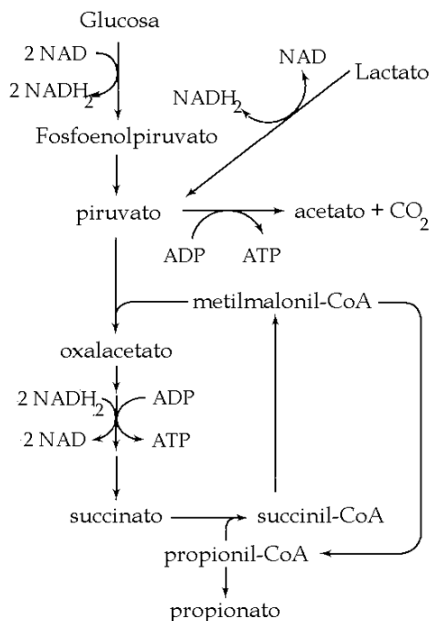 Glucosa
2 NAD
2 NADH2
NAD
Lactato
NADH2
Fosfoenolpiruvato
piruvato
acetato + CO2
ADP
ATP
metilmalonil-CoA
oxalacetato
2 NADH2
ADP
2 NAD
ATP
succinato
succinil-CoA
propionil-CoA
propionato